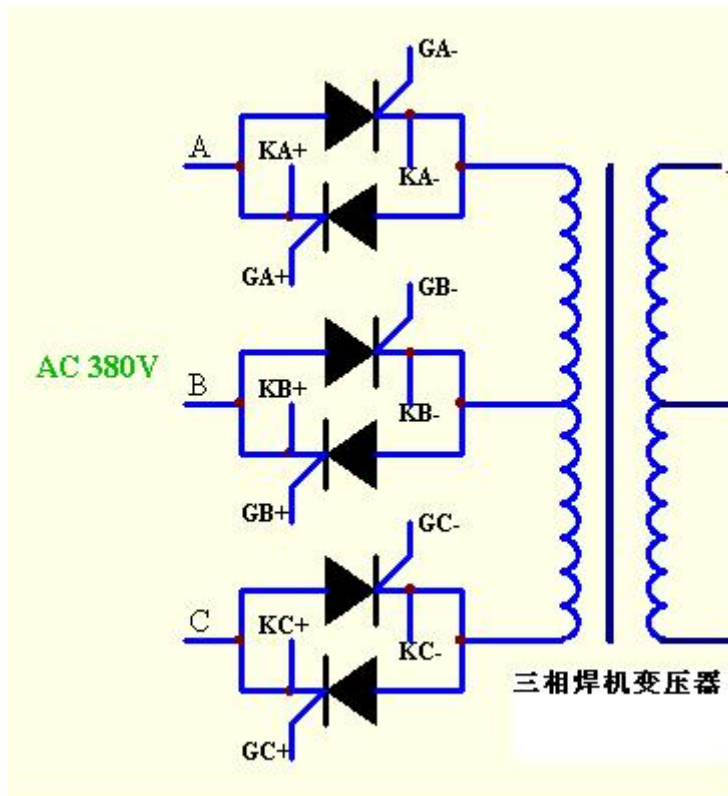 GA-
A
KA+
KA-
GA+
GB-
AC 380V
B
KB+
KB-
GB+
GC-
C
KC+
KC-
GC+
三相焊机变压器